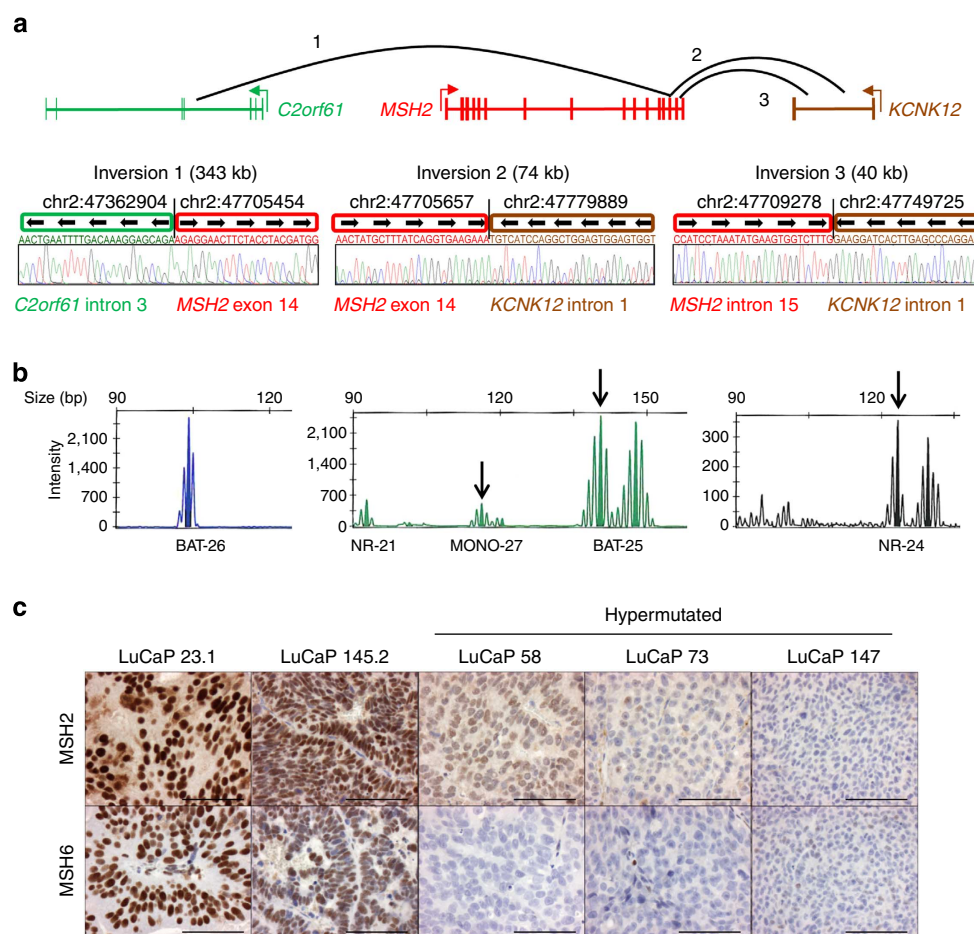 a
1
2
3
C2orf61
MSH2
KCNK12
Inversion 1 (343 kb)
Inversion 2 (74 kb)
Inversion 3 (40 kb)
chr2:47362904 chr2:47705454
chr2:47705657 chr2:47779889
chr2:47709278 chr2:47749725
AACTGAATTTTGACAAAGGAGCAGAAGAGGAACTTCTACCTACGATGG
AACTATGCTTTATCAGGTGAAGAAATGTCATCCAGGCTGGAGTGGAGTGGT
CCATCCTAAATATGAAGTGGTCTTTGGAAGGATCACTTGAGCCCAGGA
C2orf61 intron 3 MSH2 exon 14
MSH2 exon 14 KCNK12 intron 1
MSH2 intron 15 KCNK12 intron 1
b
Size (bp)
90 120
90 120 150
90 120
Intensity
2,100
1,400
700
0
2,100
1,400
700
0
300
200
100
0
BAT-26
NR-21 MONO-27 BAT-25
NR-24
c
Hypermutated
LuCaP 23.1 LuCaP 145.2 LuCaP 58 LuCaP 73 LuCaP 147
MSH2
MSH6